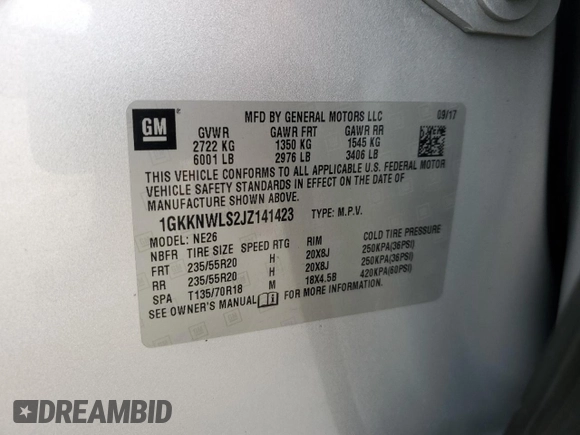 GM
MFD BY GENERAL MOTORS LLC 09/17
GVWR GAWR FRT GAWR RR
2722 KG 1350 KG 1545 KG
6001 LB 2976 LB 3406 LB
THIS VEHICLE CONFORMS TO ALL APPLICABLE U.S. FEDERAL MOTOR
VEHICLE SAFETY STANDARDS IN EFFECT ON THE DATE OF
MANUFACTURE SHOWN ABOVE.
1GKKNWLS2JZ141423 TYPE: M.P.V.
MODEL: NE26
NBFR TIRE SIZE SPEED RTG RIM COLD TIRE PRESSURE
FRT 235/55R20 H 20X8J 250KPA(36PSI)
RR 235/55R20 H 20X8J 250KPA(36PSI)
SPA T135/70R18 M 18X4.5B 420KPA(60PSI)
SEE OWNER'S MANUAL FOR MORE INFORMATION.
DREAMBID
DREAMBID.COM